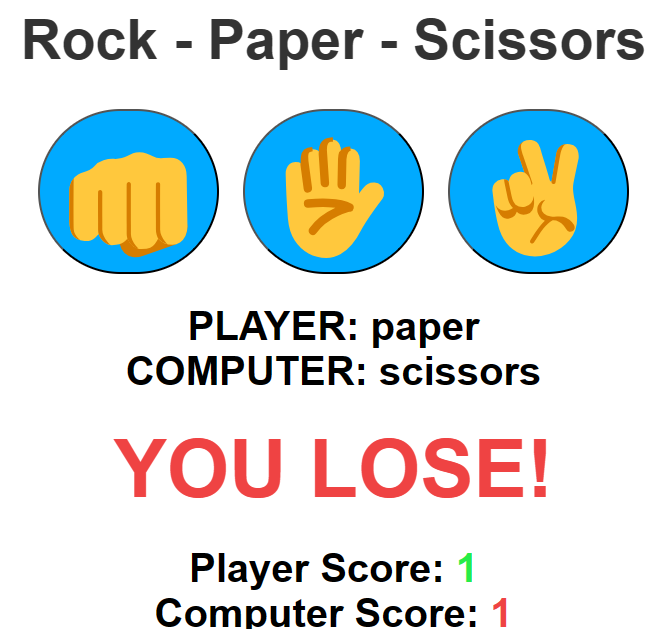 Rock - Paper - Scissors
PLAYER: paper
COMPUTER: scissors
YOU LOSE!
Player Score: 1
Computer Score: 1